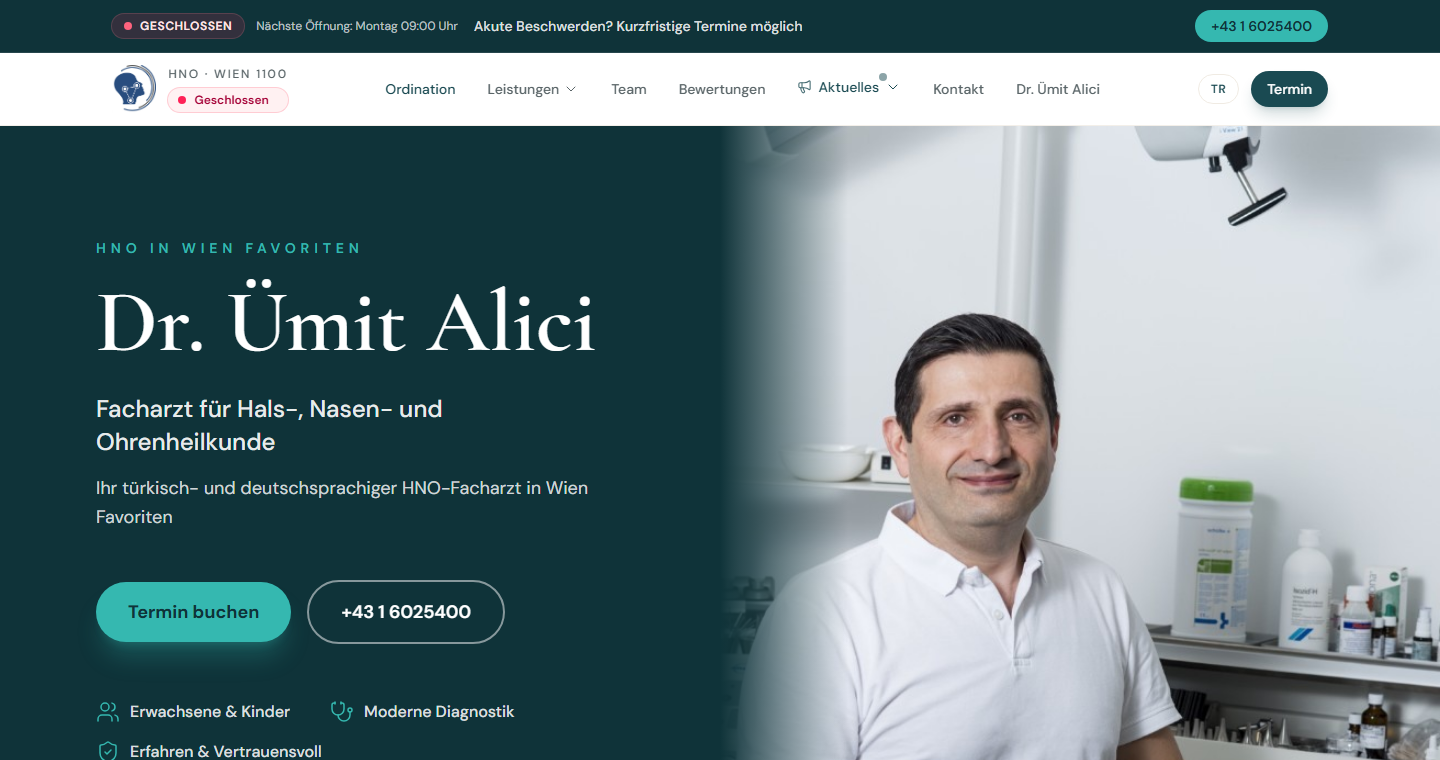 GESCHLOSSEN
Nächste Öffnung: Montag 09:00 Uhr
Akute Beschwerden? Kurzfristige Termine möglich
+43 1 6025400
HNO · WIEN 1100
Geschlossen
Ordination
Leistungen
Team
Bewertungen
Aktuelles
Kontakt
Dr. Ümit Alici
TR
Termin
HNO IN WIEN FAVORITEN
Dr. Ümit Alici
Facharzt für Hals-, Nasen- und
Ohrenheilkunde
Ihr türkisch- und deutschsprachiger HNO-Facharzt in Wien
Favoriten
Termin buchen
+43 1 6025400
Erwachsene & Kinder
Moderne Diagnostik
Erfahren & Vertrauensvoll